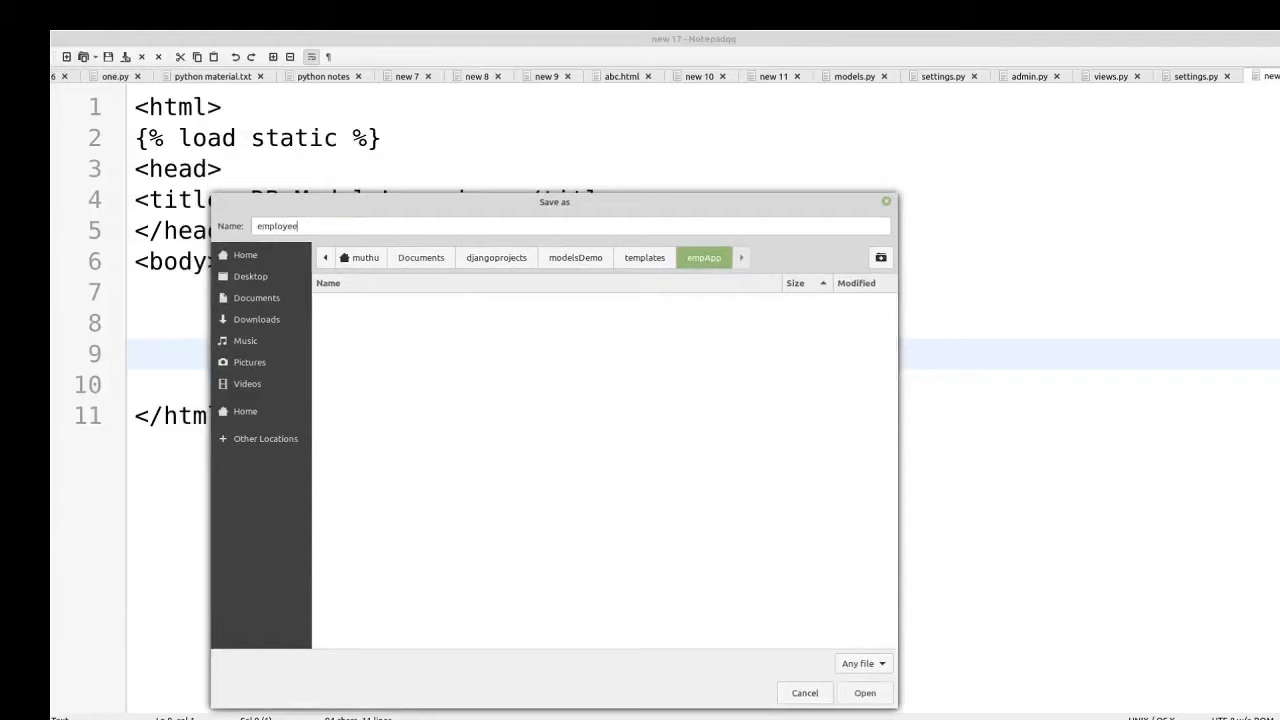 new 17 - Notepadqq
6 one.py python material.txt python notes new 7 new 8 new 9 abc.html new 10 new 11 models.py settings.py admin.py views.py settings.py new
1 <html>
2 {% load static %}
3 <head>
4 <titl
5 </hea
6 <body
7
8
9
10
11 </htm
Save as
Name: employee
muthu Documents djangoprojects modelsDemo templates empApp
Name Size Modified
Home
Desktop
Documents
Downloads
Music
Pictures
Videos
Home
Other Locations
Any file
Cancel Open